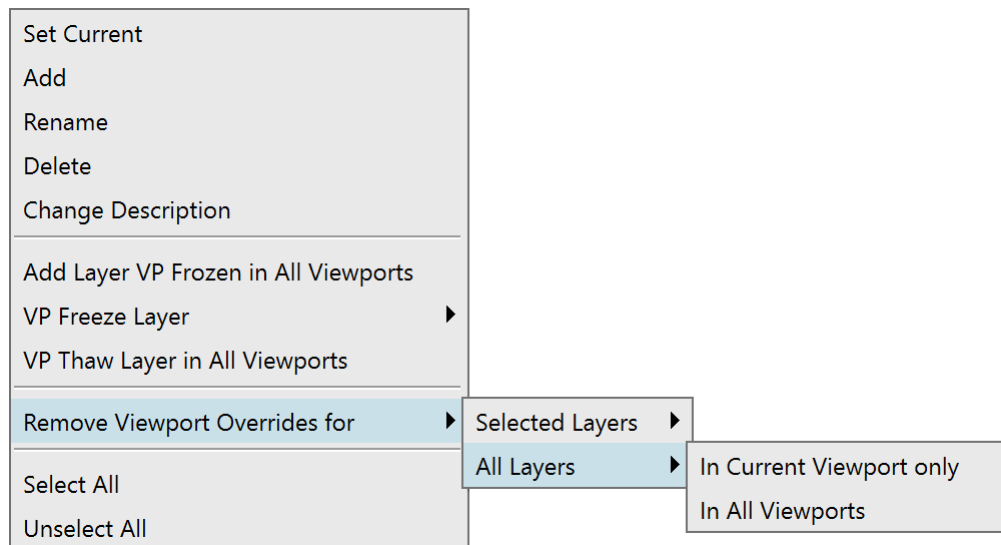 Set Current
Add
Rename
Delete
Change Description
Add Layer VP Frozen in All Viewports
VP Freeze Layer
VP Thaw Layer in All Viewports
Remove Viewport Overrides for
Select All
Unselect All
Selected Layers
All Layers
In Current Viewport only
In All Viewports